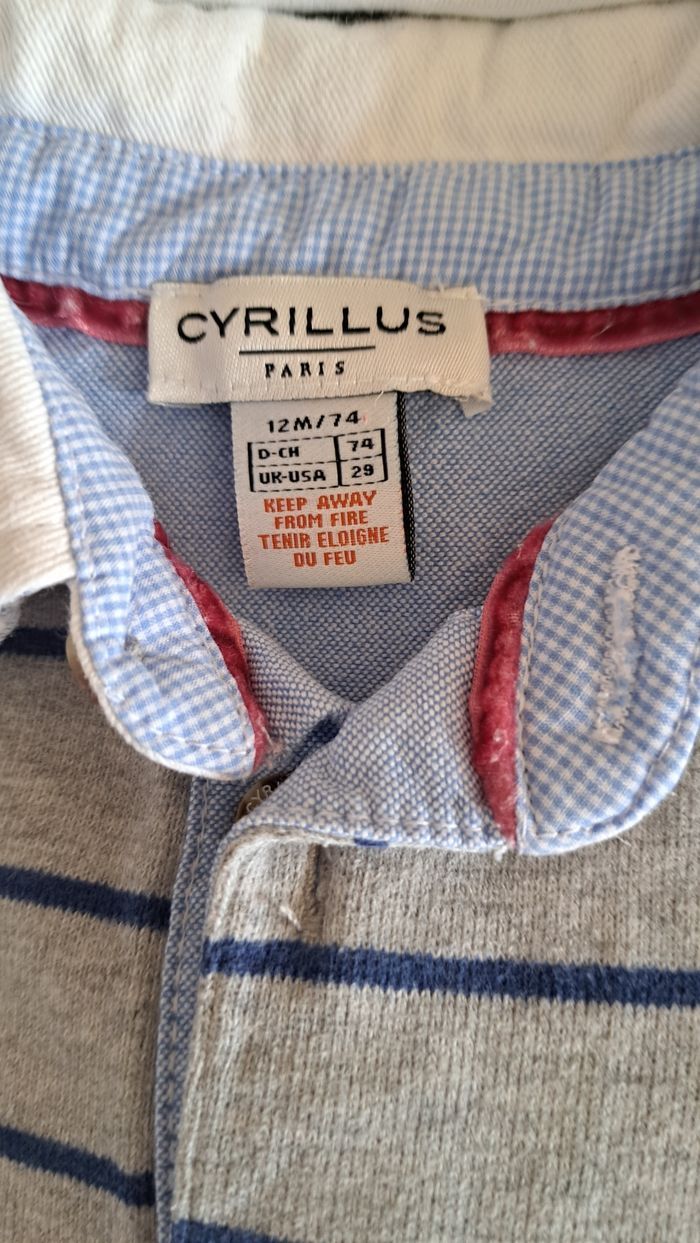 CYRILLUS
PARIS
12M/74
D-CH 74
UK-USA 29
KEEP AWAY
FROM FIRE
TENIR ELOIGNE
DU FEU